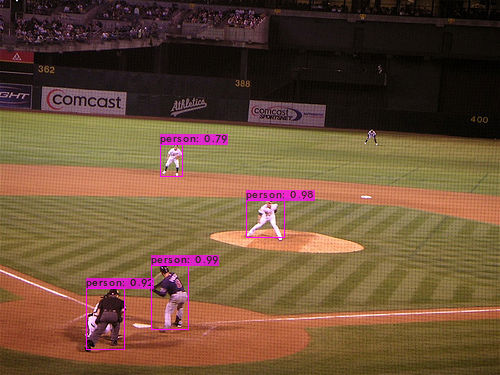 362
388
400
GHT
comcast
Athletics
comcast
SPORTSNET
person: 0.79
person: 0.98
person: 0.99
person: 0.92